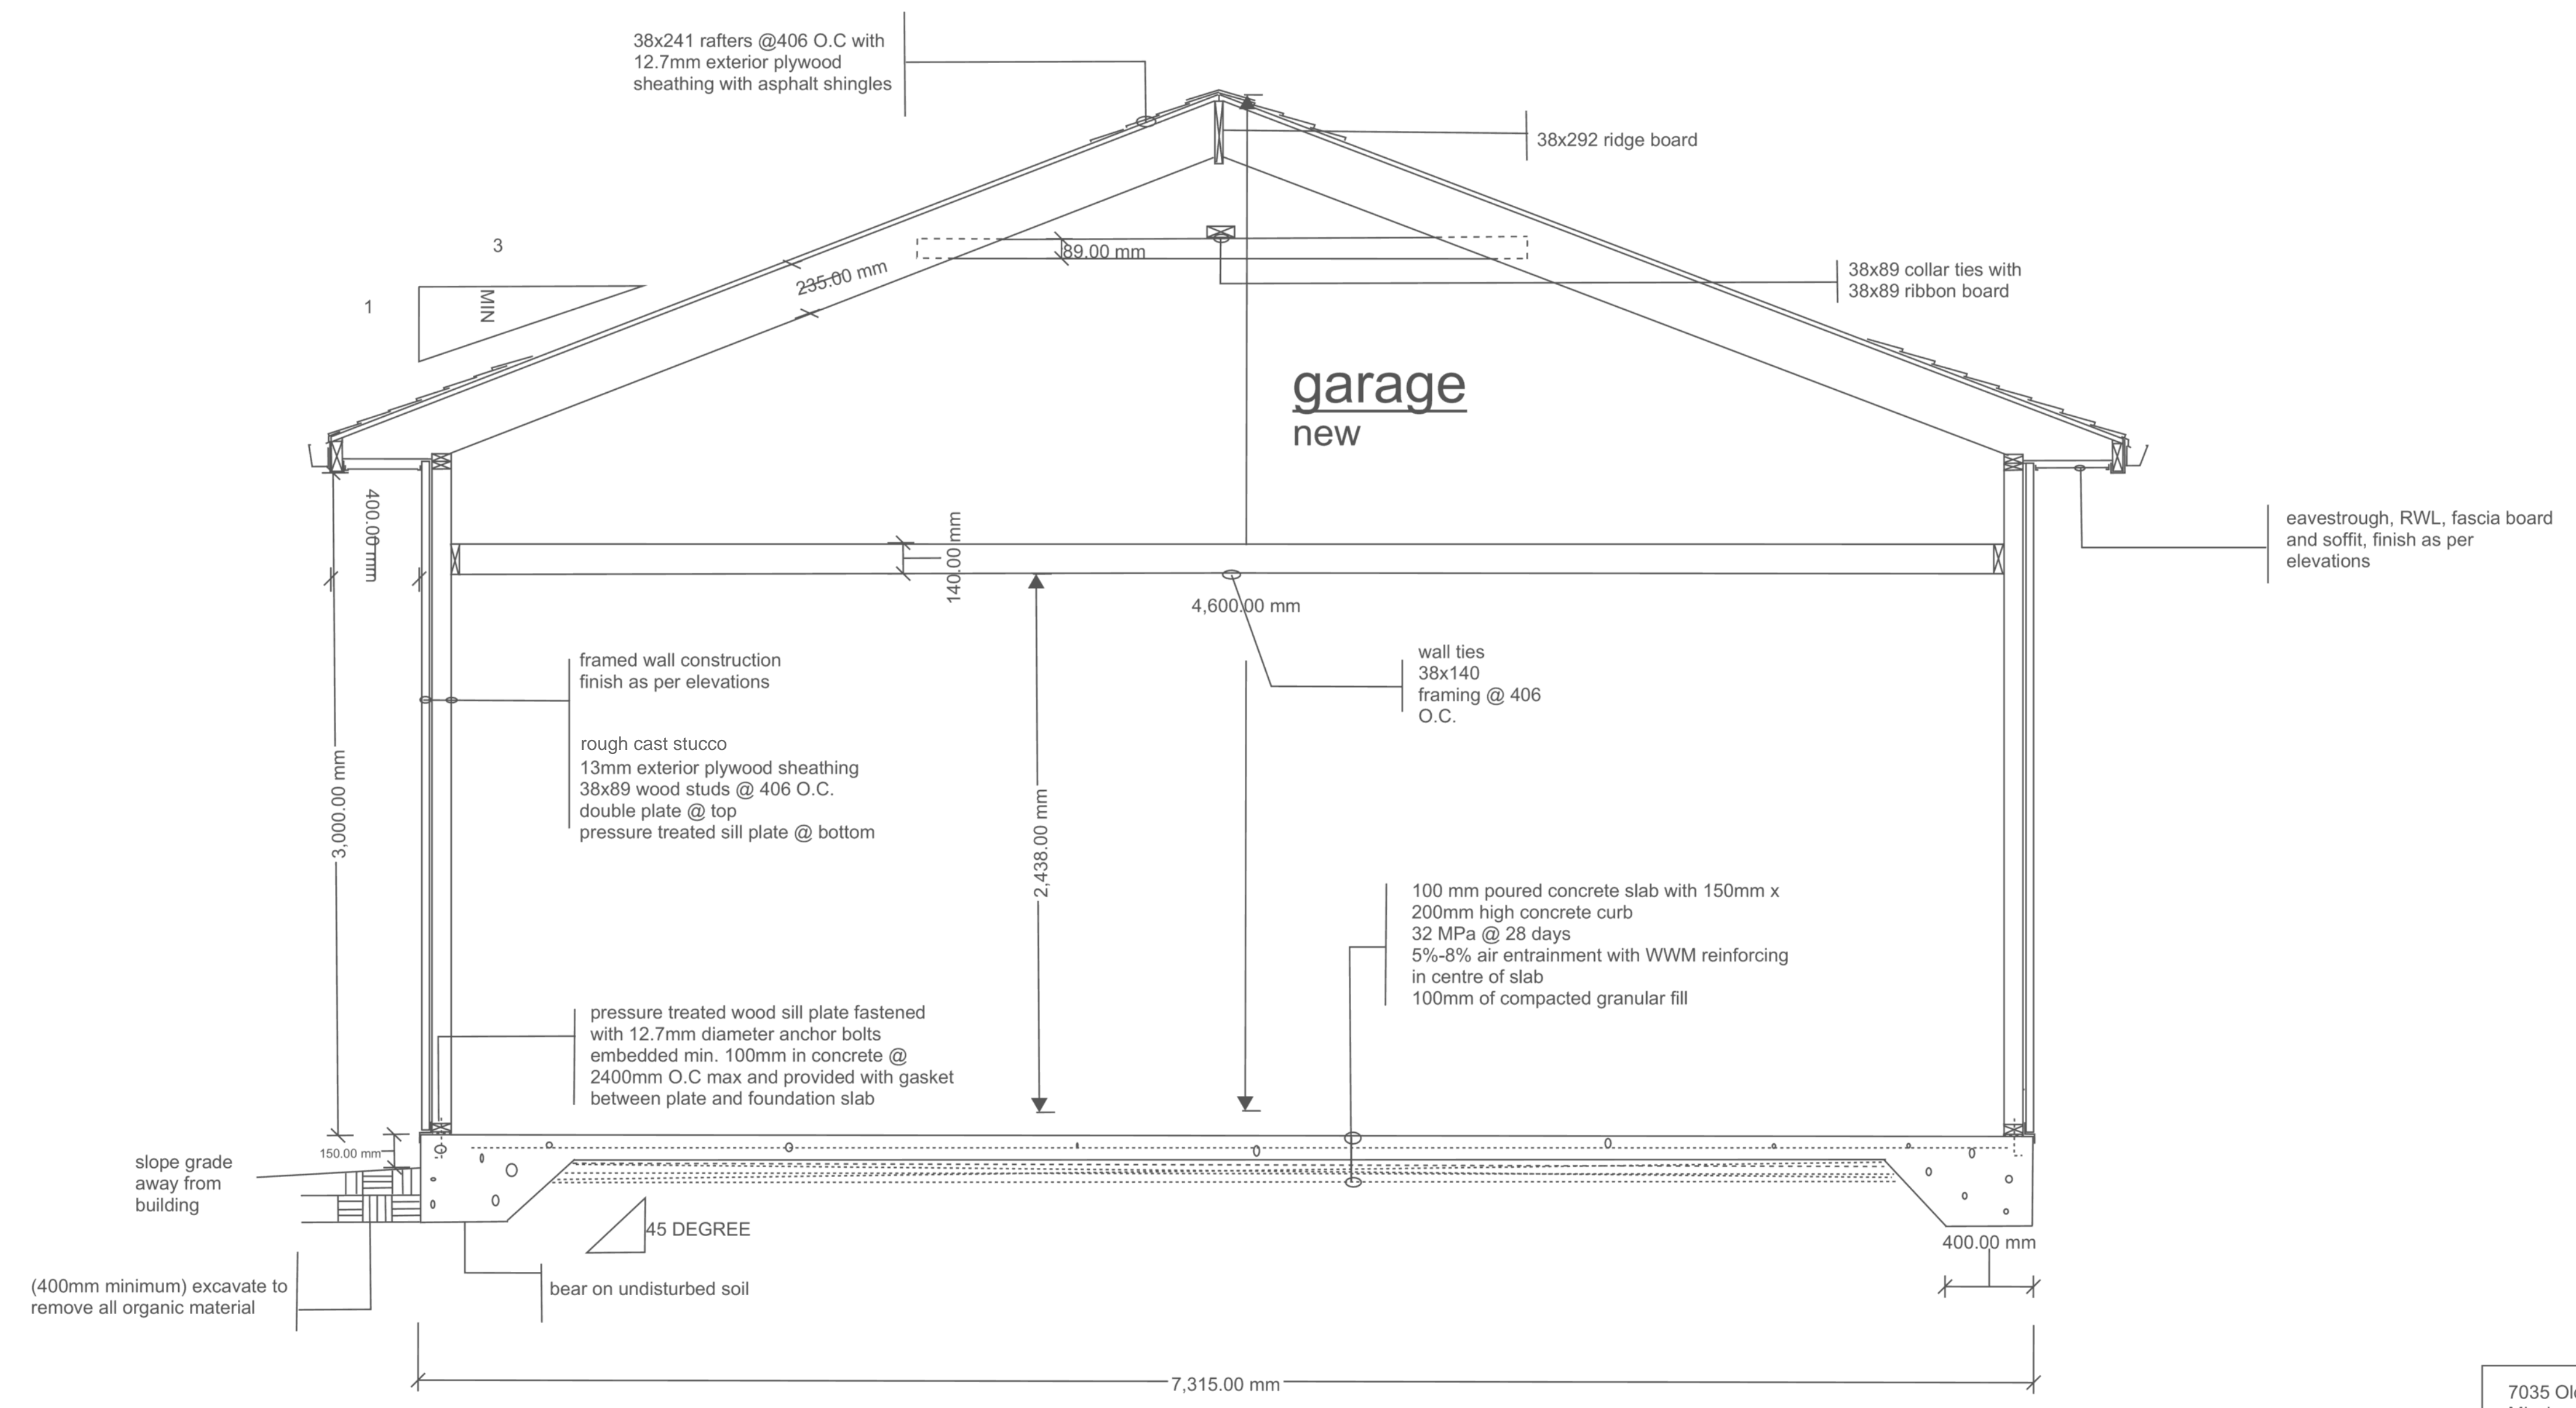 38x241 rafters @406 O.C with
12.7mm exterior plywood
sheathing with asphalt shingles
38x292 ridge board
3
1
MIN
235.00 mm
89.00 mm
38x89 collar ties with
38x89 ribbon board
garage
new
400.00 mm
140.00 mm
4,600.00 mm
eavestrough, RWL, fascia board
and soffit, finish as per
elevations
framed wall construction
finish as per elevations
rough cast stucco
13mm exterior plywood sheathing
38x89 wood studs @ 406 O.C.
double plate @ top
pressure treated sill plate @ bottom
wall ties
38x140
framing @ 406
O.C.
3,000.00 mm
2,438.00 mm
100 mm poured concrete slab with 150mm x
200mm high concrete curb
32 MPa @ 28 days
5%-8% air entrainment with WWM reinforcing
in centre of slab
100mm of compacted granular fill
pressure treated wood sill plate fastened
with 12.7mm diameter anchor bolts
embedded min. 100mm in concrete @
2400mm O.C max and provided with gasket
between plate and foundation slab
150.00 mm
slope grade
away from
building
45 DEGREE
400.00 mm
(400mm minimum) excavate to
remove all organic material
bear on undisturbed soil
7,315.00 mm
7035